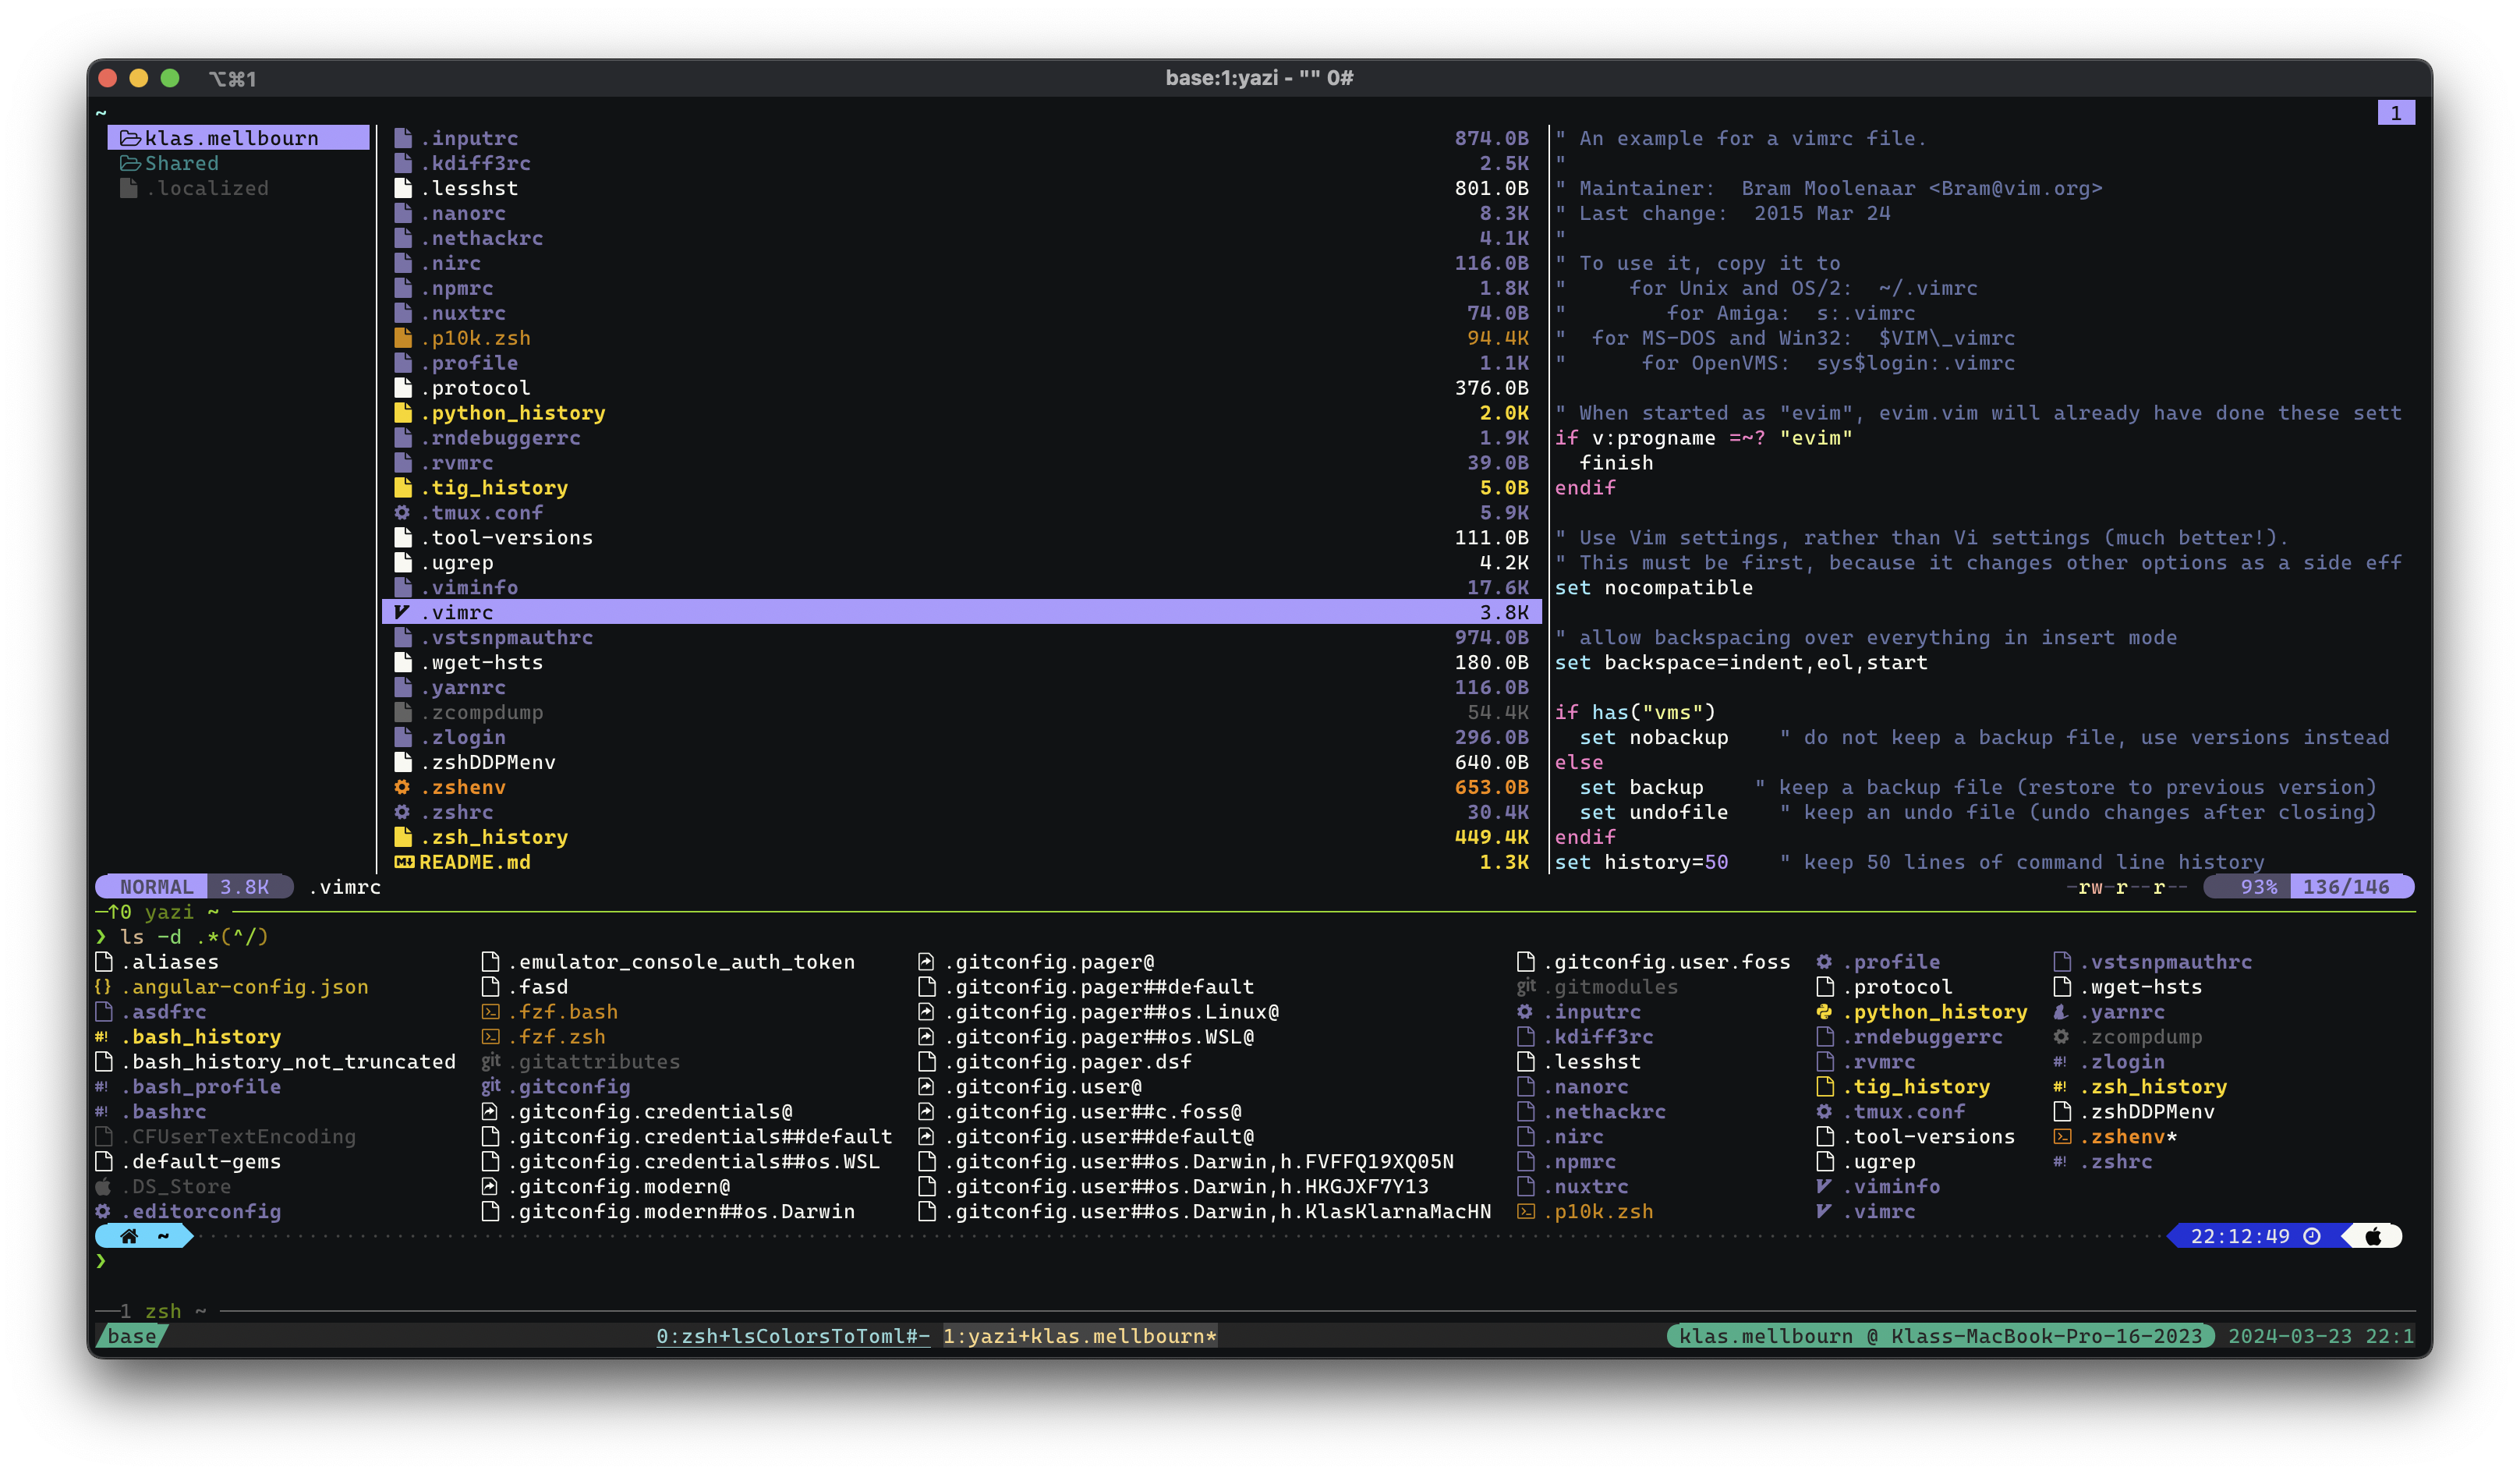 ⌥⌘1 base:1:yazi - "" 0#
~ 1
klas.mellbourn
Shared
.localized
.inputrc 874.0B
.kdiff3rc 2.5K
.lesshst 801.0B
.nanorc 8.3K
.nethackrc 4.1K
.nirc 116.0B
.npmrc 1.8K
.nuxtrc 74.0B
.p10k.zsh 94.4K
.profile 1.1K
.protocol 376.0B
.python_history 2.0K
.rndebuggerrc 1.9K
.rvmrc 39.0B
.tig_history 5.0B
.tmux.conf 5.9K
.tool-versions 111.0B
.ugrep 4.2K
.viminfo 17.6K
.vimrc 3.8K
.vstsnpmauthrc 974.0B
.wget-hsts 180.0B
.yarnrc 116.0B
.zcompdump 54.4K
.zlogin 296.0B
.zshDDPMenv 640.0B
.zshenv 653.0B
.zshrc 30.4K
.zsh_history 449.4K
README.md 1.3K
" An example for a vimrc file.
"
" Maintainer:  Bram Moolenaar <Bram@vim.org>
" Last change:  2015 Mar 24
"
" To use it, copy it to
"     for Unix and OS/2:  ~/.vimrc
"        for Amiga:  s:.vimrc
"  for MS-DOS and Win32:  $VIM\_vimrc
"      for OpenVMS:  sys$login:.vimrc
" When started as "evim", evim.vim will already have done these sett
if v:progname =~? "evim"
  finish
endif
" Use Vim settings, rather than Vi settings (much better!).
" This must be first, because it changes other options as a side eff
set nocompatible
" allow backspacing over everything in insert mode
set backspace=indent,eol,start
if has("vms")
  set nobackup    " do not keep a backup file, use versions instead
else
  set backup    " keep a backup file (restore to previous version)
  set undofile    " keep an undo file (undo changes after closing)
endif
set history=50    " keep 50 lines of command line history
NORMAL 3.8K .vimrc -rw-r--r-- 93% 136/146
─↑0 yazi ~
❯ ls -d .*(^/)
.aliases .emulator_console_auth_token .gitconfig.pager@ .gitconfig.user.foss .profile .vstsnpmauthrc
{} .angular-config.json .fasd .gitconfig.pager##default git .gitmodules .protocol .wget-hsts
.asdfrc .fzf.bash .gitconfig.pager##os.Linux@ .inputrc .python_history .yarnrc
#! .bash_history .fzf.zsh .gitconfig.pager##os.WSL@ .kdiff3rc .rndebuggerrc .zcompdump
.bash_history_not_truncated git .gitattributes .gitconfig.pager.dsf .lesshst .rvmrc #! .zlogin
#! .bash_profile git .gitconfig .gitconfig.user@ .nanorc .tig_history #! .zsh_history
#! .bashrc .gitconfig.credentials@ .gitconfig.user##c.foss@ .nethackrc .tmux.conf .zshDDPMenv
.CFUserTextEncoding .gitconfig.credentials##default .gitconfig.user##default@ .nirc .tool-versions .zshenv*
.default-gems .gitconfig.credentials##os.WSL .gitconfig.user##os.Darwin,h.FVFFQ19XQ05N .npmrc .ugrep #! .zshrc
.DS_Store .gitconfig.modern@ .gitconfig.user##os.Darwin,h.HKGJXF7Y13 .nuxtrc .viminfo
.editorconfig .gitconfig.modern##os.Darwin .gitconfig.user##os.Darwin,h.KlasKlarnaMacHN .p10k.zsh .vimrc
~ 22:12:49
❯
──1 zsh ~
base 0:zsh+lsColorsToToml#- 1:yazi+klas.mellbourn* klas.mellbourn @ Klass-MacBook-Pro-16-2023 2024-03-23 22:1